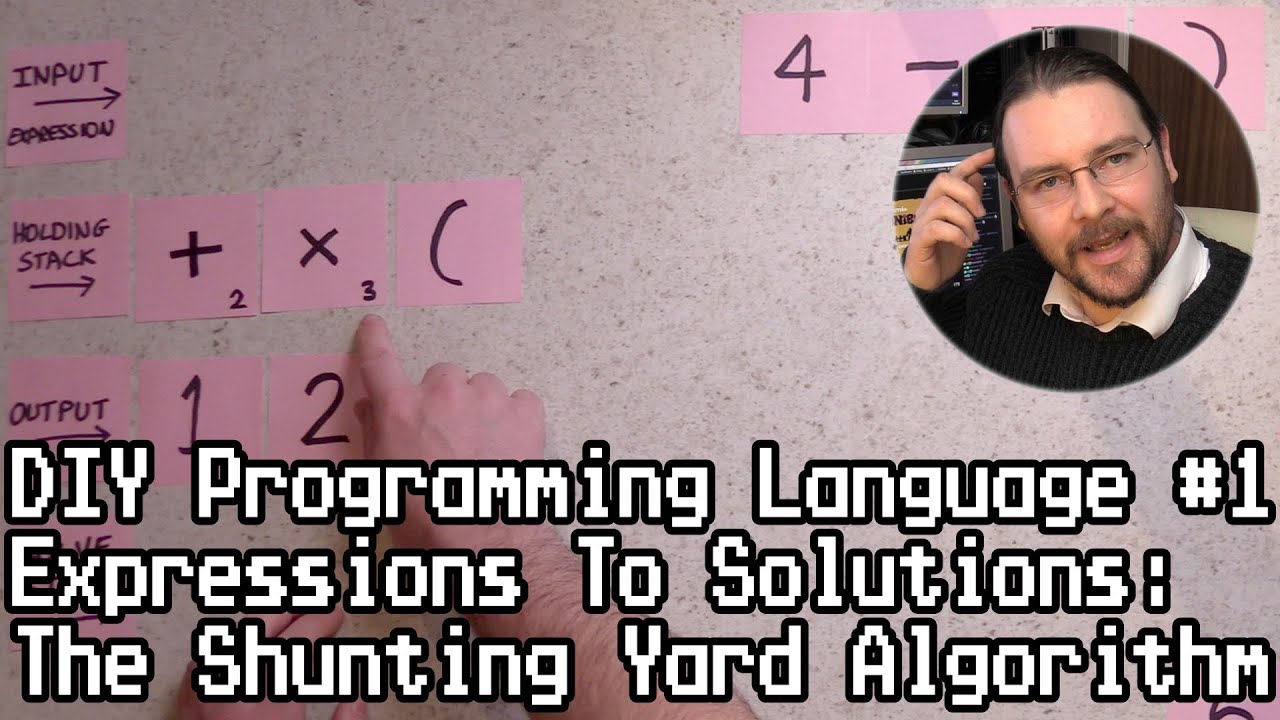 4 - )
INPUT
EXPRESSION
HOLDING
STACK
+ × (
2 3
OUTPUT 1 2
DIY Programming Language #1
Expressions To Solutions:
The Shunting Yard Algorithm